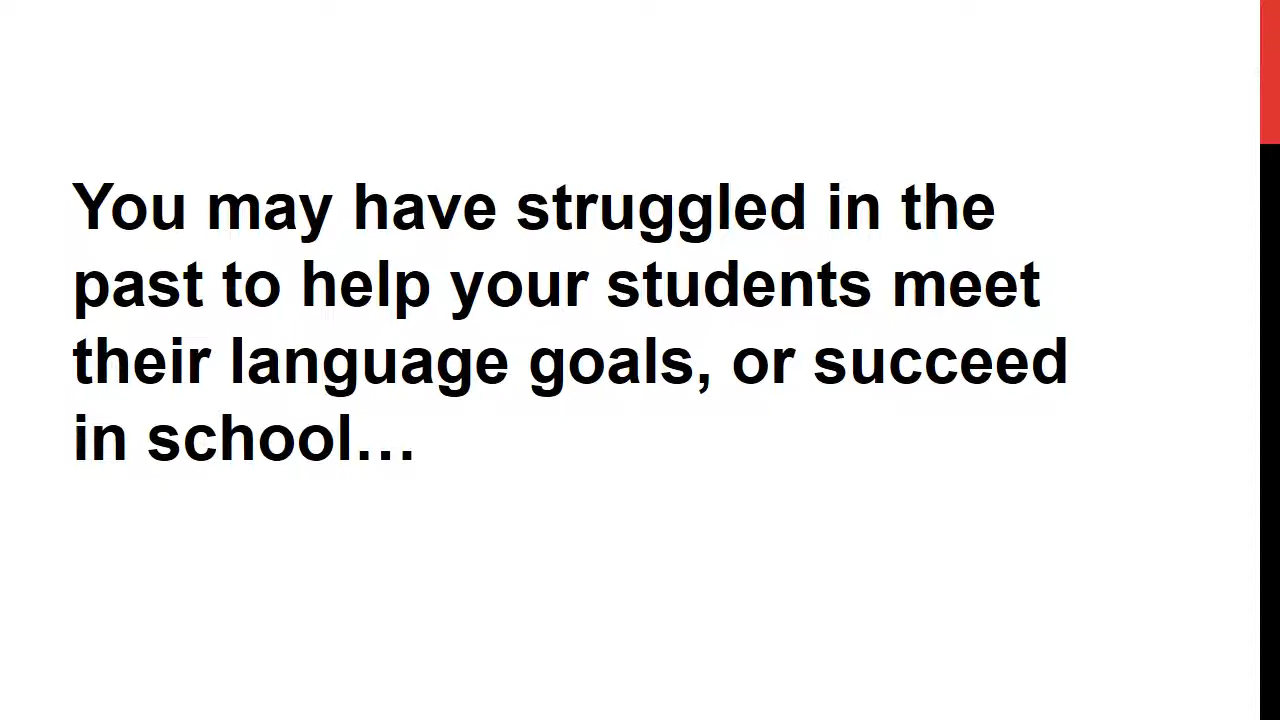 You may have struggled in the
past to help your students meet
their language goals, or succeed
in school…